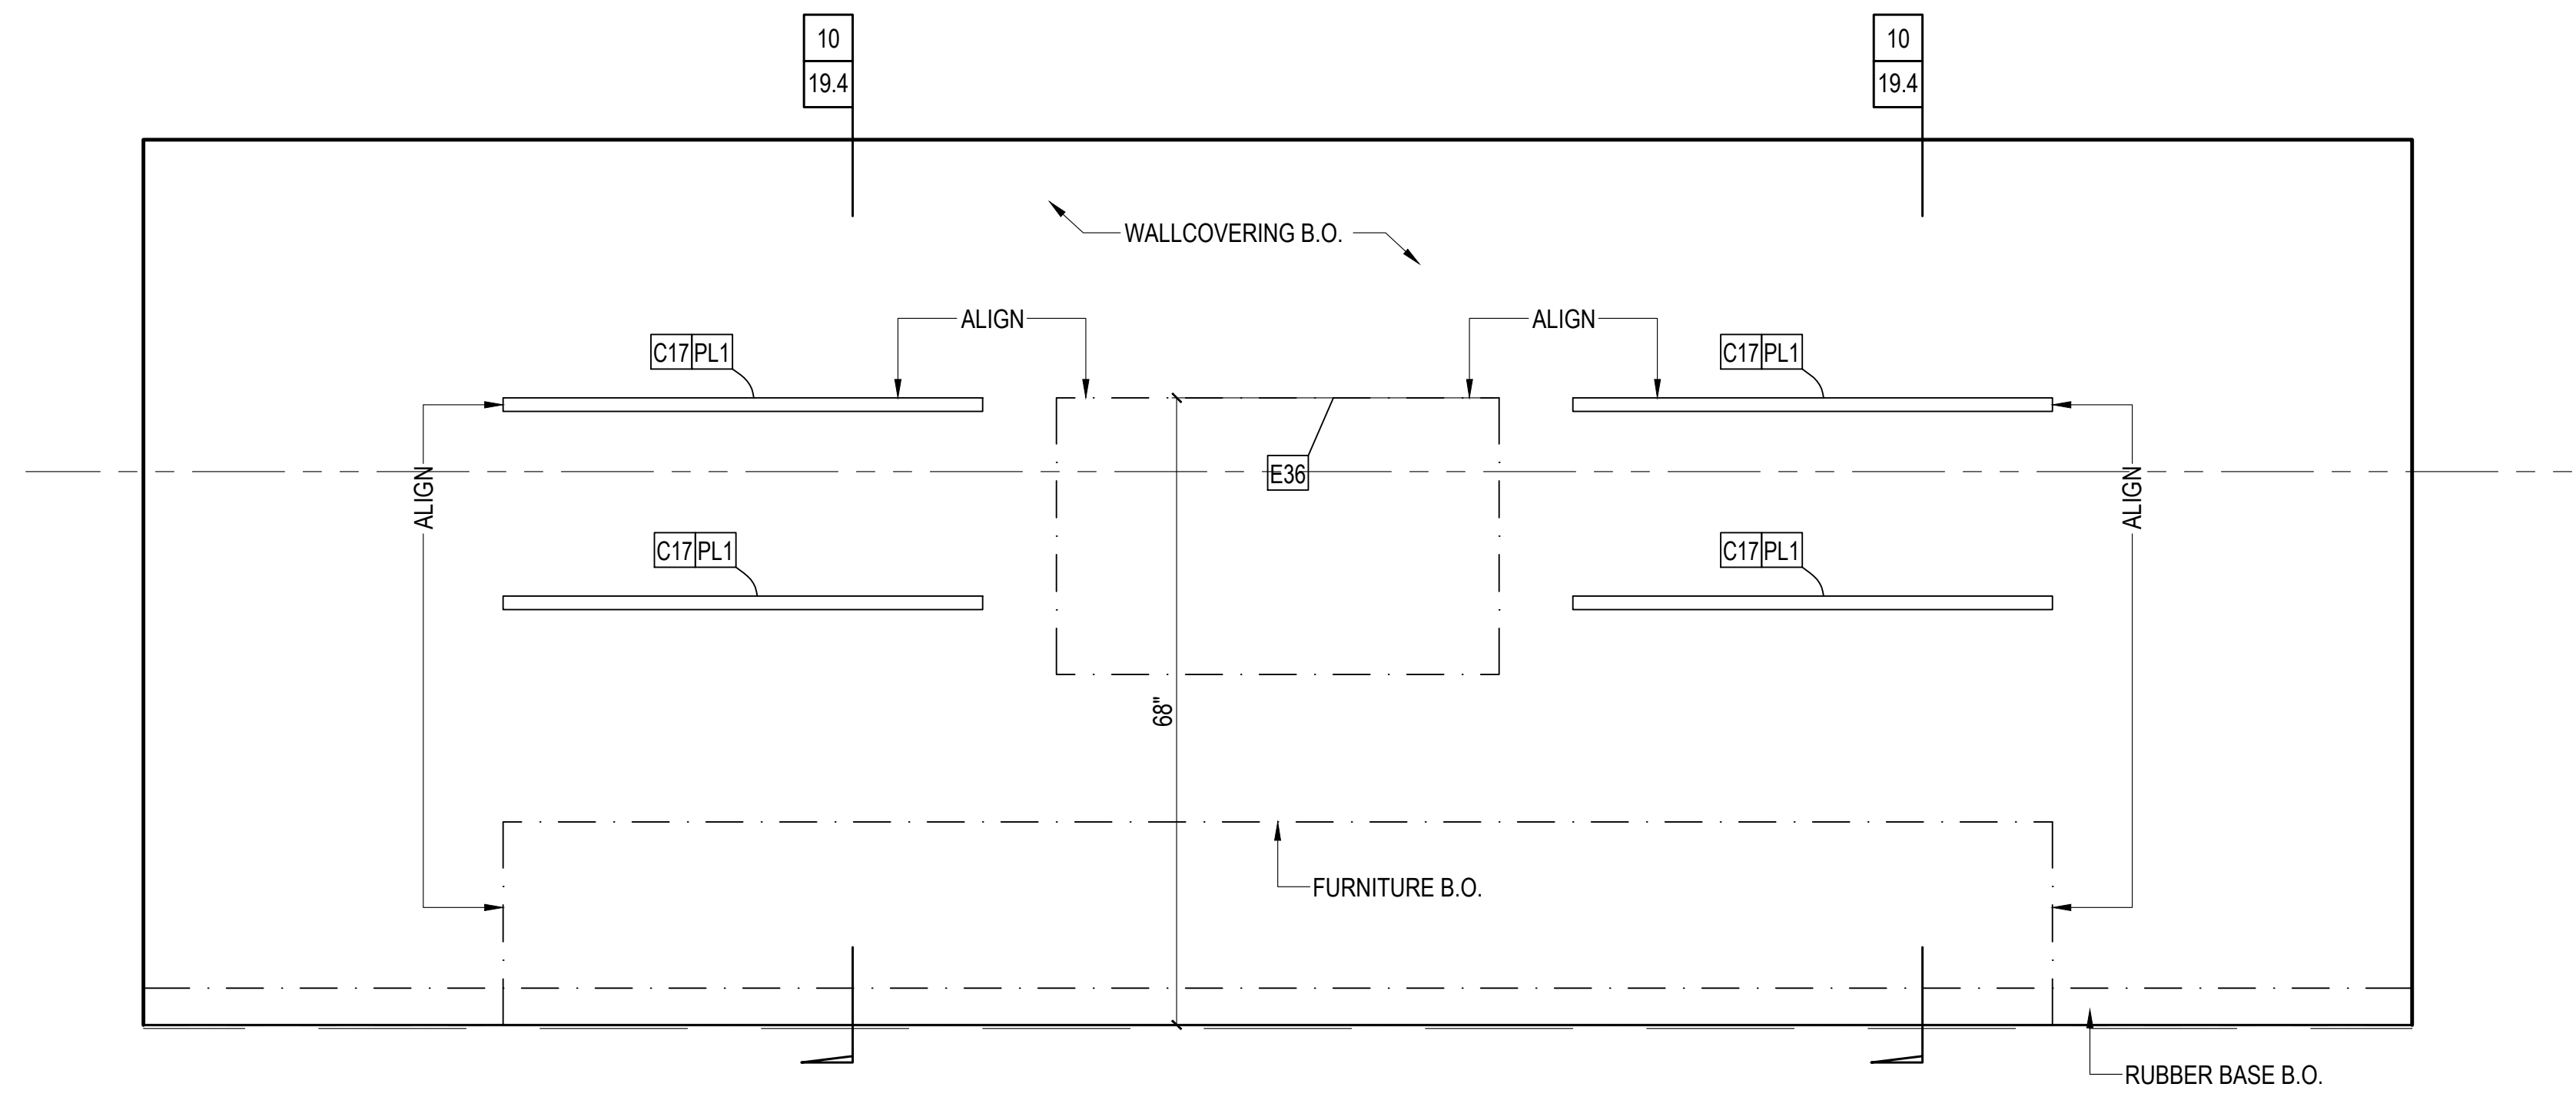 10
19.4
10
19.4
WALLCOVERING B.O.
ALIGN
ALIGN
C17 PL1
C17 PL1
ALIGN
E36
ALIGN
C17 PL1
C17 PL1
68"
FURNITURE B.O.
RUBBER BASE B.O.